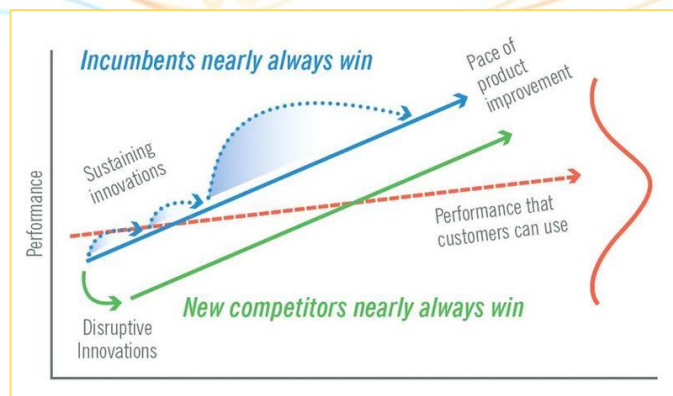 Incumbents nearly always win
Pace of
product
improvement
Sustaining
innovations
Performance
Performance that
customers can use
New competitors nearly always win
Disruptive
Innovations